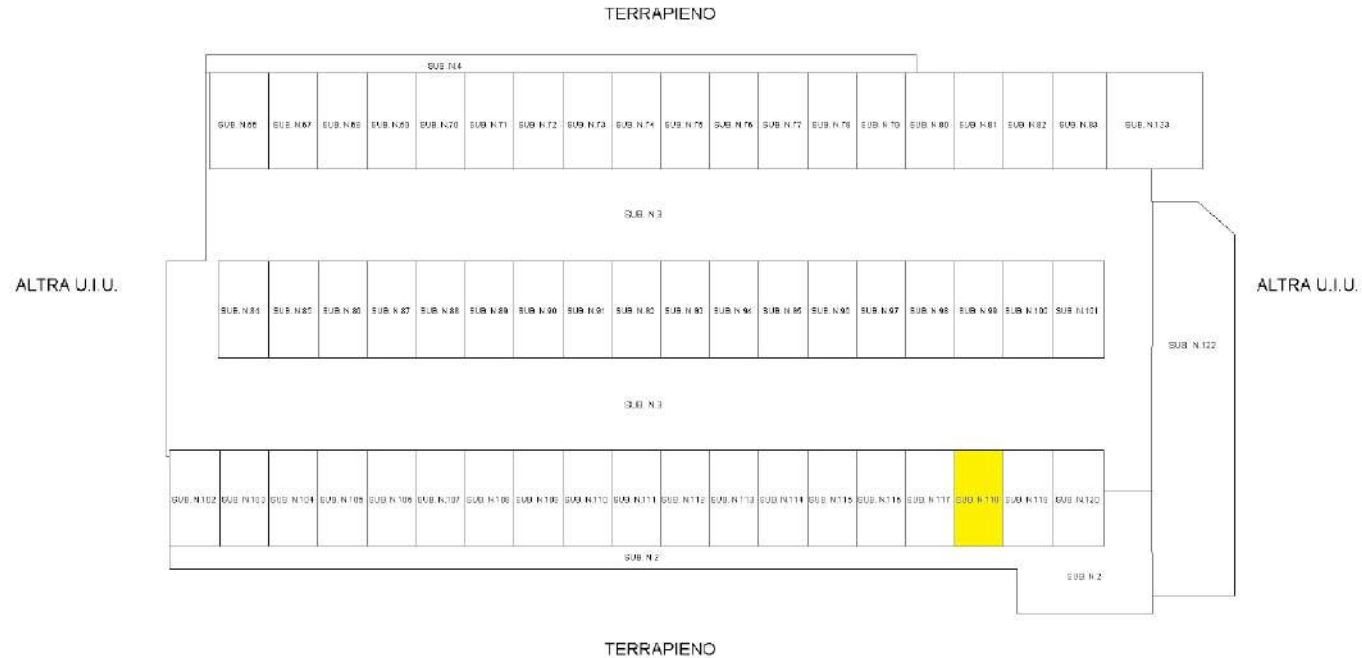 TERRAPIENO
SUB. N.4
SUB. N.66 SUB. N.67 SUB. N.68 SUB. N.69 SUB. N.70 SUB. N.71 SUB. N.72 SUB. N.73 SUB. N.74 SUB. N.75 SUB. N.76 SUB. N.77 SUB. N.78 SUB. N.79 SUB. N.80 SUB. N.81 SUB. N.82 SUB. N.83 SUB. N.123
SUB. N.3
ALTRA U.I.U.
ALTRA U.I.U.
SUB. N.84 SUB. N.85 SUB. N.86 SUB. N.87 SUB. N.88 SUB. N.89 SUB. N.90 SUB. N.91 SUB. N.92 SUB. N.93 SUB. N.94 SUB. N.95 SUB. N.96 SUB. N.97 SUB. N.98 SUB. N.99 SUB. N.100 SUB. N.101
SUB. N.122
SUB. N.3
SUB. N.102 SUB. N.103 SUB. N.104 SUB. N.105 SUB. N.106 SUB. N.107 SUB. N.108 SUB. N.109 SUB. N.110 SUB. N.111 SUB. N.112 SUB. N.113 SUB. N.114 SUB. N.115 SUB. N.116 SUB. N.117 SUB. N.118 SUB. N.119 SUB. N.120
SUB. N.2
SUB. N.2
TERRAPIENO